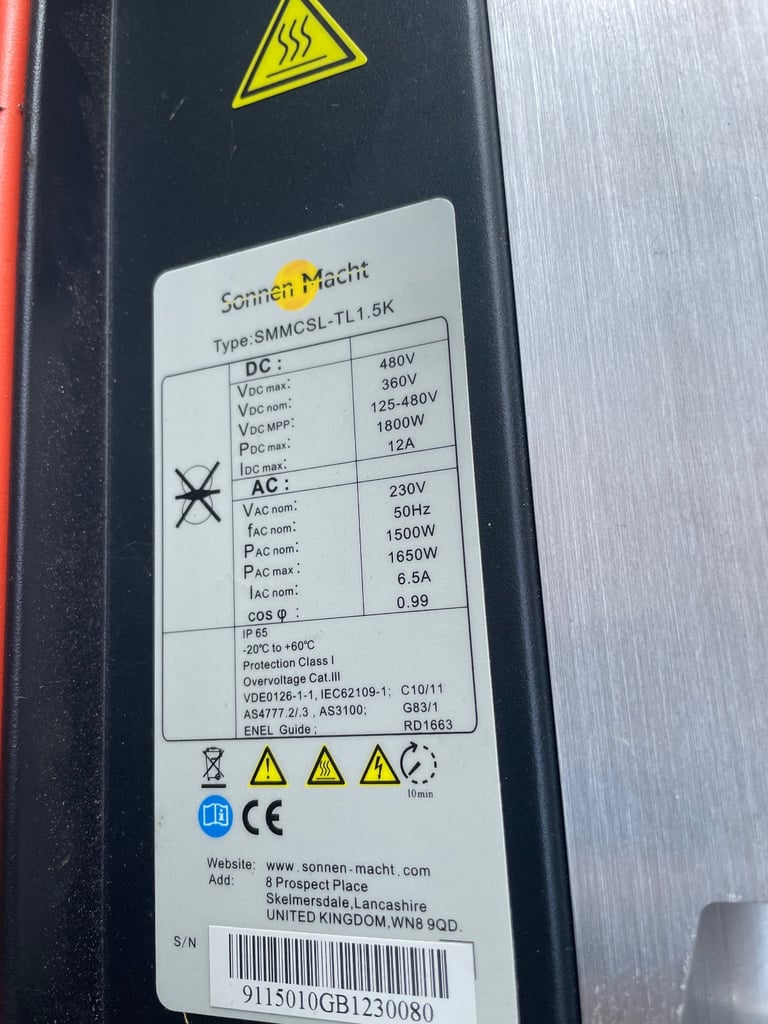 Sonnen Macht
Type:SMMCSL-TL1.5K
DC :
VDC max: 480V
VDC nom: 360V
VDC MPP: 125-480V
PDC max: 1800W
IDC max: 12A
AC :
VAC nom: 230V
fAC nom: 50Hz
PAC nom: 1500W
PAC max : 1650W
IAC nom: 6.5A
cos φ : 0.99
IP 65
-20℃ to +60℃
Protection Class I
Overvoltage Cat.III
VDE0126-1-1, IEC62109-1; C10/11
AS4777.2/.3 , AS3100; G83/1
ENEL Guide ; RD1663
10min
CE
Website: www.sonnen-macht.com
Add: 8 Prospect Place
Skelmersdale,Lancashire
UNITED KINGDOM,WN8 9QD.
S/N
9115010GB1230080